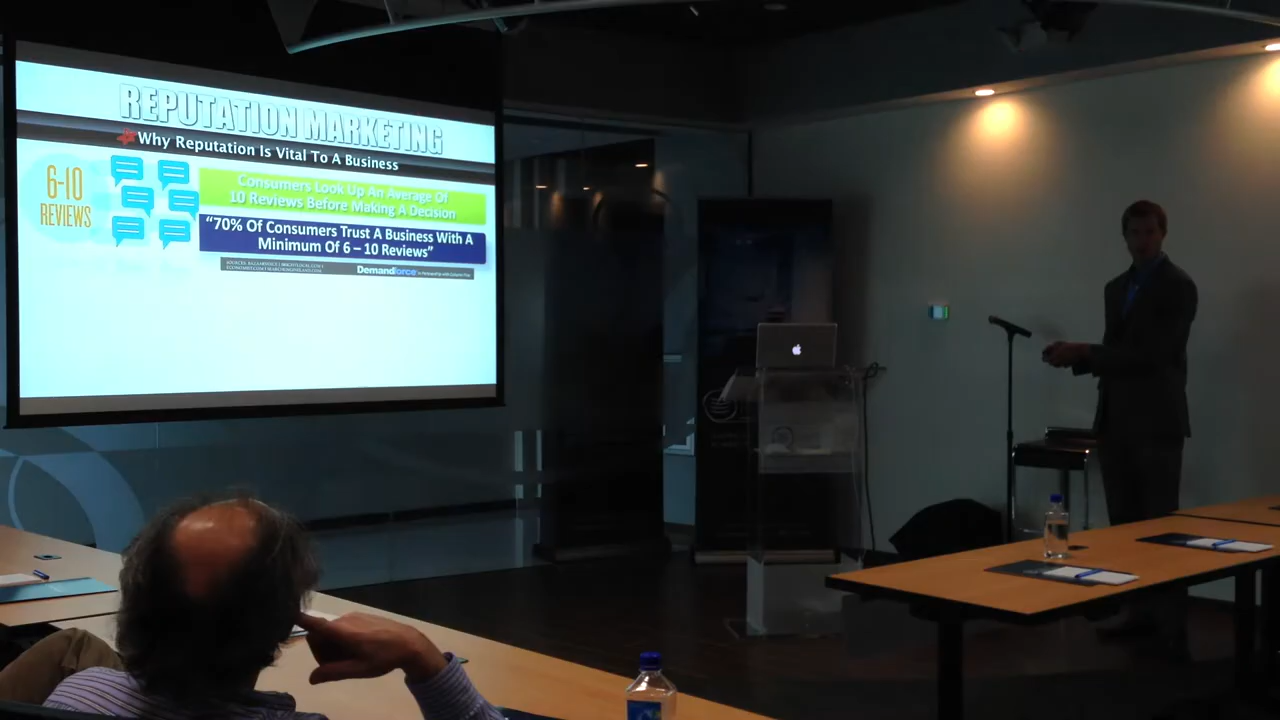 REPUTATION MARKETING
Why Reputation Is Vital To A Business
6-10
REVIEWS
Consumers Look Up An Average Of
10 Reviews Before Making A Decision
“70% Of Consumers Trust A Business With A
Minimum Of 6 – 10 Reviews”
Demandforce